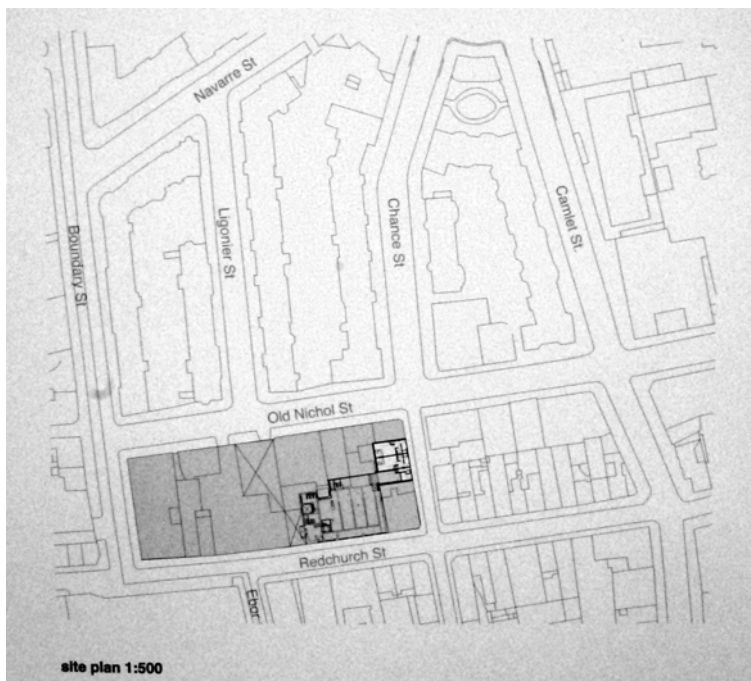 Navarre St
Boundary St
Ligonier St
Chance St
Camlet St.
Old Nichol St
Redchurch St
Ebor
site plan 1:500